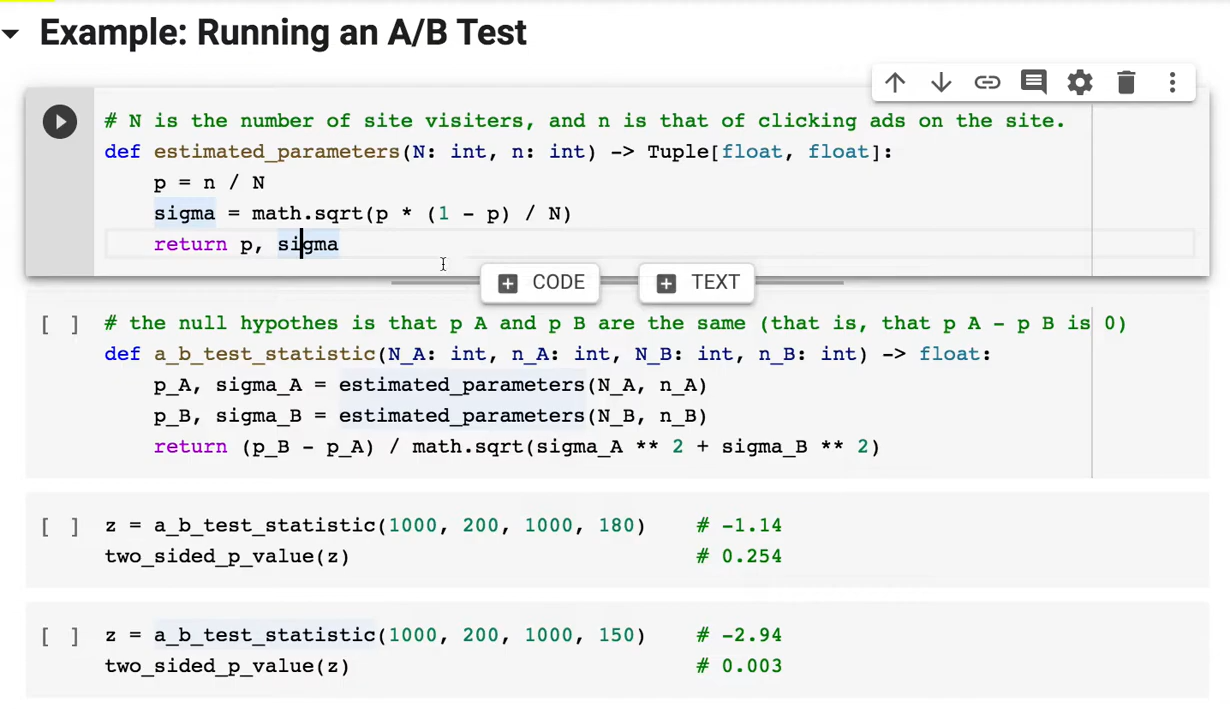 Example: Running an A/B Test
# N is the number of site visiters, and n is that of clicking ads on the site.
def estimated_parameters(N: int, n: int) -> Tuple[float, float]:
    p = n / N
    sigma = math.sqrt(p * (1 - p) / N)
    return p, sigma
CODE
TEXT
[ ] # the null hypothes is that p A and p B are the same (that is, that p A - p B is 0)
def a_b_test_statistic(N_A: int, n_A: int, N_B: int, n_B: int) -> float:
    p_A, sigma_A = estimated_parameters(N_A, n_A)
    p_B, sigma_B = estimated_parameters(N_B, n_B)
    return (p_B - p_A) / math.sqrt(sigma_A ** 2 + sigma_B ** 2)
[ ] z = a_b_test_statistic(1000, 200, 1000, 180)    # -1.14
two_sided_p_value(z)    # 0.254
[ ] z = a_b_test_statistic(1000, 200, 1000, 150)    # -2.94
two_sided_p_value(z)    # 0.003